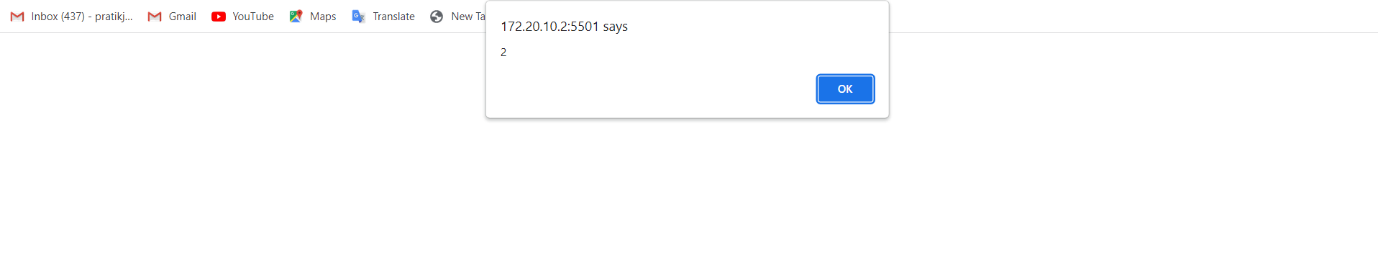 Inbox (437) - pratikj... Gmail YouTube Maps Translate New Ta
172.20.10.2:5501 says
2
OK